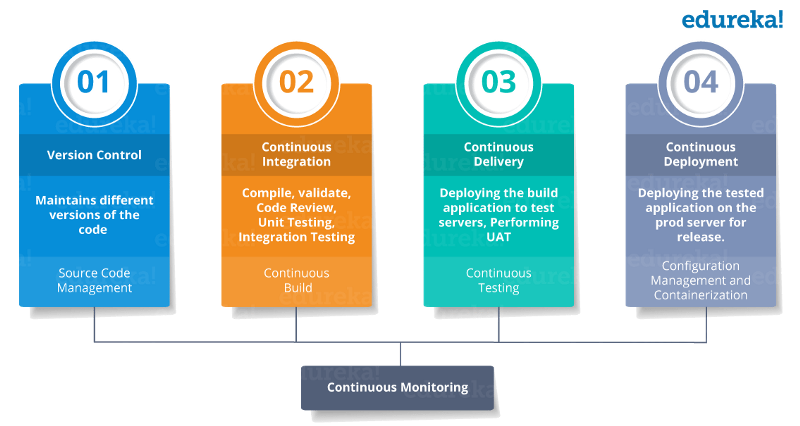 edureka!
01
Version Control
Maintains different
versions of the
code
Source Code
Management
02
Continuous
Integration
Compile, validate,
Code Review,
Unit Testing,
Integration Testing
Continuous
Build
03
Continuous
Delivery
Deploying the build
application to test
servers, Performing
UAT
Continuous
Testing
04
Continuous
Deployment
Deploying the tested
application on the
prod server for
release.
Configuration
Management and
Containerization
Continuous Monitoring